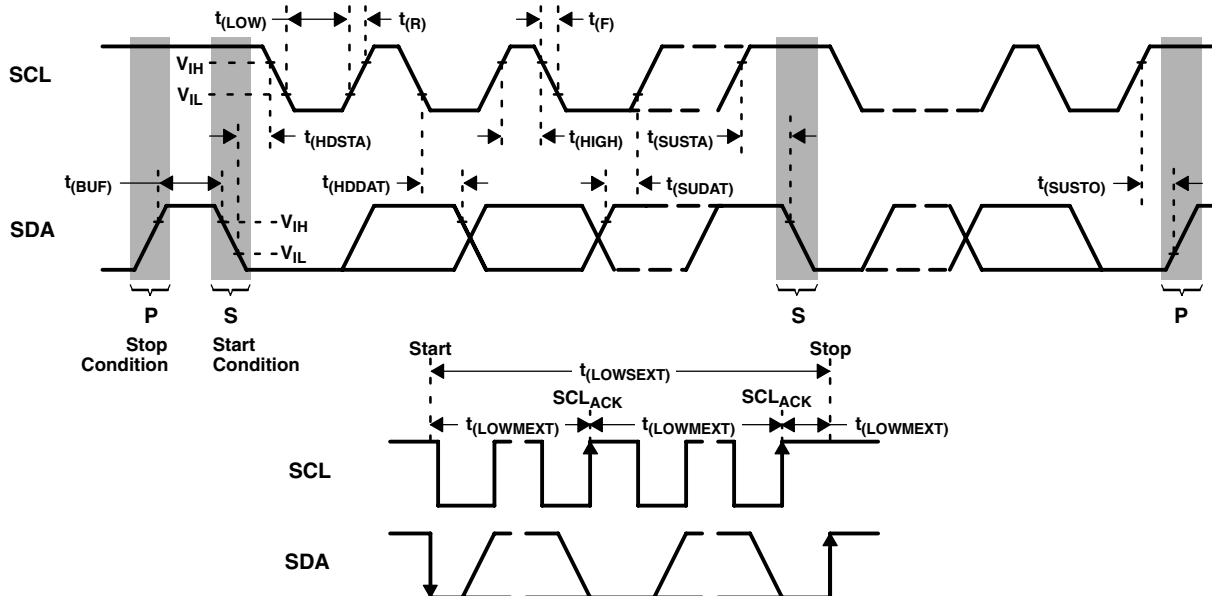 t(LOW) t(R) t(F)
SCL
VIH
VIL
t(HDSTA) t(HIGH) t(SUSTA)
t(BUF) t(HDDAT) t(SUDAT) t(SUSTO)
SDA
VIH
VIL
P S S P
Stop Condition
Start Condition
Start Stop
t(LOWSEXT)
SCLACK SCLACK
t(LOWMEXT) t(LOWMEXT) t(LOWMEXT)
SCL
SDA